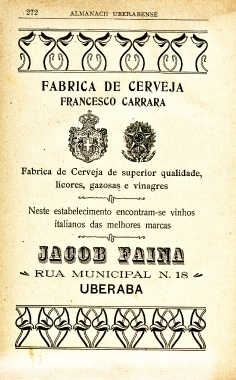 272
ALMANACH UBERABENSE
FABRICA DE CERVEJA
FRANCESCO CARRARA
Fabrica de Cerveja de superior qualidade,
licores, gazosas e vinagres
Neste estabelecimento encontram-se vinhos
italianos das melhores marcas
JACOB FAINA
RUA MUNICIPAL N. 18
UBERABA